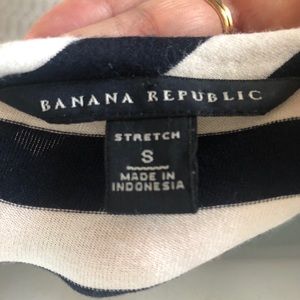 BANANA REPUBLIC
STRETCH
S
MADE IN
INDONESIA